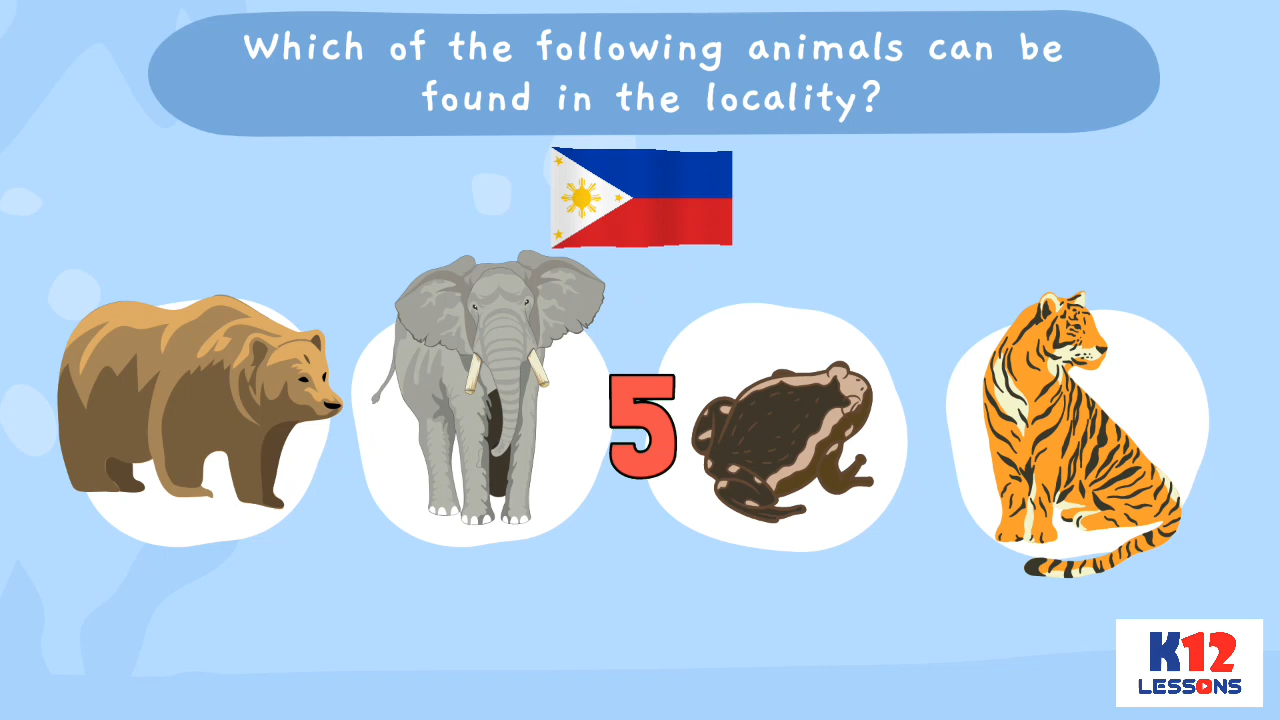 Which of the following animals can be
found in the locality?
5
K12
LESSONS